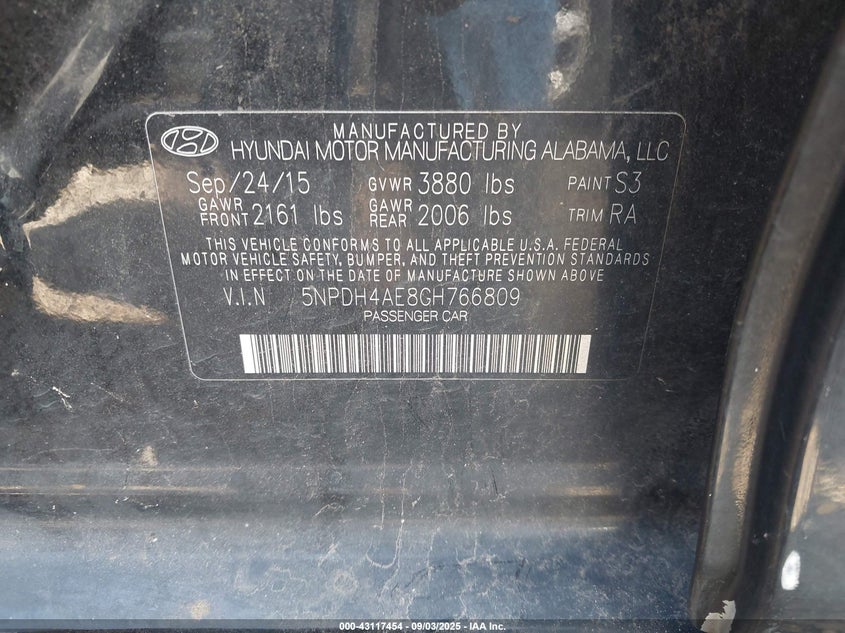 MANUFACTURED BY
HYUNDAI MOTOR MANUFACTURING ALABAMA, LLC
Sep/24/15 GVWR 3880 lbs PAINT S3
GAWR FRONT 2161 lbs GAWR REAR 2006 lbs TRIM RA
THIS VEHICLE CONFORMS TO ALL APPLICABLE U.S.A. FEDERAL
MOTOR VEHICLE SAFETY, BUMPER, AND THEFT PREVENTION STANDARDS
IN EFFECT ON THE DATE OF MANUFACTURE SHOWN ABOVE.
V.I.N 5NPDH4AE8GH766809
PASSENGER CAR
000-43117454 - 09/03/2025 - IAA Inc.